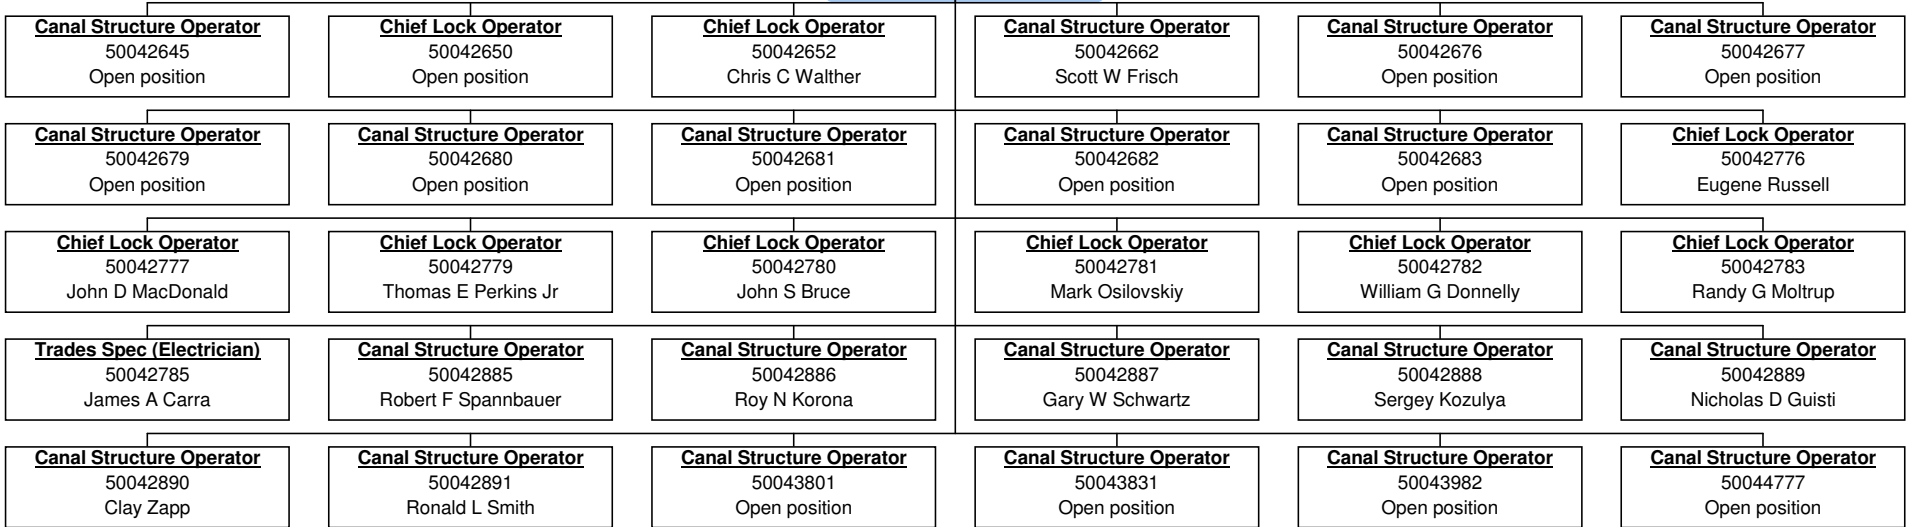 Canal Structure Operator
50042645
Open position
Chief Lock Operator
50042650
Open position
Chief Lock Operator
50042652
Chris C Walther
Canal Structure Operator
50042662
Scott W Frisch
Canal Structure Operator
50042676
Open position
Canal Structure Operator
50042677
Open position
Canal Structure Operator
50042679
Open position
Canal Structure Operator
50042680
Open position
Canal Structure Operator
50042681
Open position
Canal Structure Operator
50042682
Open position
Canal Structure Operator
50042683
Open position
Chief Lock Operator
50042776
Eugene Russell
Chief Lock Operator
50042777
John D MacDonald
Chief Lock Operator
50042779
Thomas E Perkins Jr
Chief Lock Operator
50042780
John S Bruce
Chief Lock Operator
50042781
Mark Osilovskiy
Chief Lock Operator
50042782
William G Donnelly
Chief Lock Operator
50042783
Randy G Moltrup
Trades Spec (Electrician)
50042785
James A Carra
Canal Structure Operator
50042885
Robert F Spannbauer
Canal Structure Operator
50042886
Roy N Korona
Canal Structure Operator
50042887
Gary W Schwartz
Canal Structure Operator
50042888
Sergey Kozulya
Canal Structure Operator
50042889
Nicholas D Guisti
Canal Structure Operator
50042890
Clay Zapp
Canal Structure Operator
50042891
Ronald L Smith
Canal Structure Operator
50043801
Open position
Canal Structure Operator
50043831
Open position
Canal Structure Operator
50043982
Open position
Canal Structure Operator
50044777
Open position